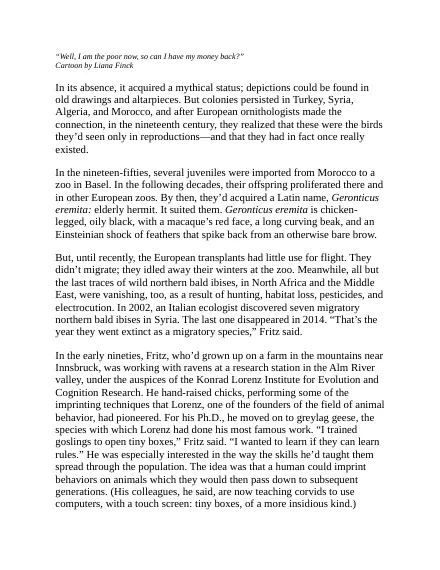 “Well, I am the poor now, so can I have my money back?”
Cartoon by Liana Finck
In its absence, it acquired a mythical status; depictions could be found in
old drawings and altarpieces. But colonies persisted in Turkey, Syria,
Algeria, and Morocco, and after European ornithologists made the
connection, in the nineteenth century, they realized that these were the birds
they’d seen only in reproductions—and that they had in fact once really
existed.
In the nineteen-fifties, several juveniles were imported from Morocco to a
zoo in Basel. In the following decades, their offspring proliferated there and
in other European zoos. By then, they’d acquired a Latin name, Geronticus
eremita: elderly hermit. It suited them. Geronticus eremita is chicken-
legged, oily black, with a macaque’s red face, a long curving beak, and an
Einsteinian shock of feathers that spike back from an otherwise bare brow.
But, until recently, the European transplants had little use for flight. They
didn’t migrate; they idled away their winters at the zoo. Meanwhile, all but
the last traces of wild northern bald ibises, in North Africa and the Middle
East, were vanishing, too, as a result of hunting, habitat loss, pesticides, and
electrocution. In 2002, an Italian ecologist discovered seven migratory
northern bald ibises in Syria. The last one disappeared in 2014. “That’s the
year they went extinct as a migratory species,” Fritz said.
In the early nineties, Fritz, who’d grown up on a farm in the mountains near
Innsbruck, was working with ravens at a research station in the Alm River
valley, under the auspices of the Konrad Lorenz Institute for Evolution and
Cognition Research. He hand-raised chicks, performing some of the
imprinting techniques that Lorenz, one of the founders of the field of animal
behavior, had pioneered. For his Ph.D., he moved on to greylag geese, the
species with which Lorenz had done his most famous work. “I trained
goslings to open tiny boxes,” Fritz said. “I wanted to learn if they can learn
rules.” He was especially interested in the way the skills he’d taught them
spread through the population. The idea was that a human could imprint
behaviors on animals which they would then pass down to subsequent
generations. (His colleagues, he said, are now teaching corvids to use
computers, with a touch screen: tiny boxes, of a more insidious kind.)